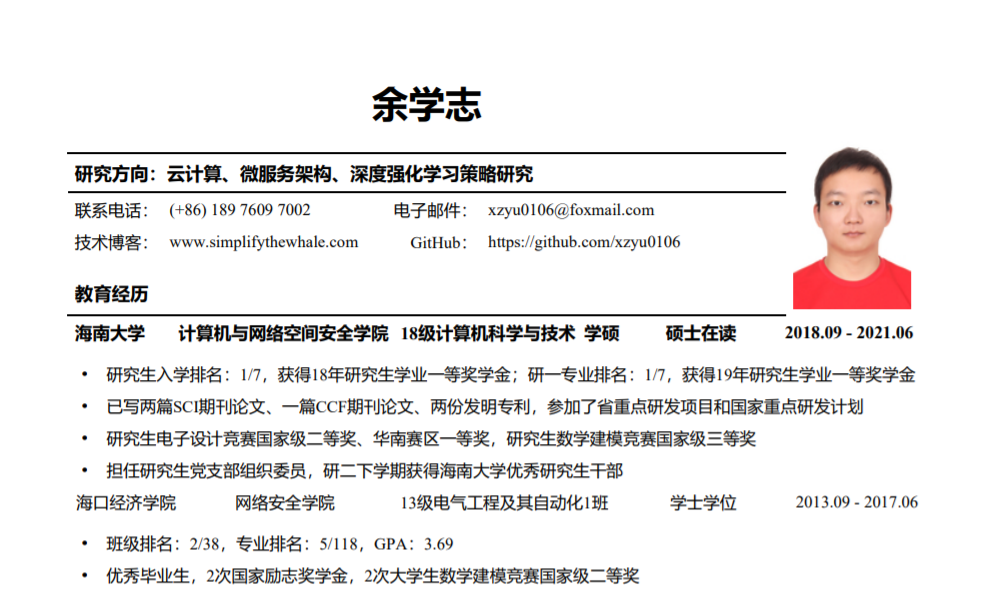 余学志
研究方向：云计算、微服务架构、深度强化学习策略研究
联系电话： (+86) 189 7609 7002 电子邮件： xzyu0106@foxmail.com
技术博客： www.simplifythewhale.com GitHub： https://github.com/xzyu0106
教育经历
海南大学 计算机与网络空间安全学院 18级计算机科学与技术 学硕 硕士在读 2018.09 - 2021.06
• 研究生入学排名：1/7，获得18年研究生学业一等奖学金；研一专业排名：1/7，获得19年研究生学业一等奖学金
• 已写两篇SCI期刊论文、一篇CCF期刊论文、两份发明专利，参加了省重点研发项目和国家重点研发计划
• 研究生电子设计竞赛国家级二等奖、华南赛区一等奖，研究生数学建模竞赛国家级三等奖
• 担任研究生党支部组织委员，研二下学期获得海南大学优秀研究生干部
海口经济学院 网络安全学院 13级电气工程及其自动化1班 学士学位 2013.09 - 2017.06
• 班级排名：2/38，专业排名：5/118，GPA：3.69
• 优秀毕业生，2次国家励志奖学金，2次大学生数学建模竞赛国家级二等奖